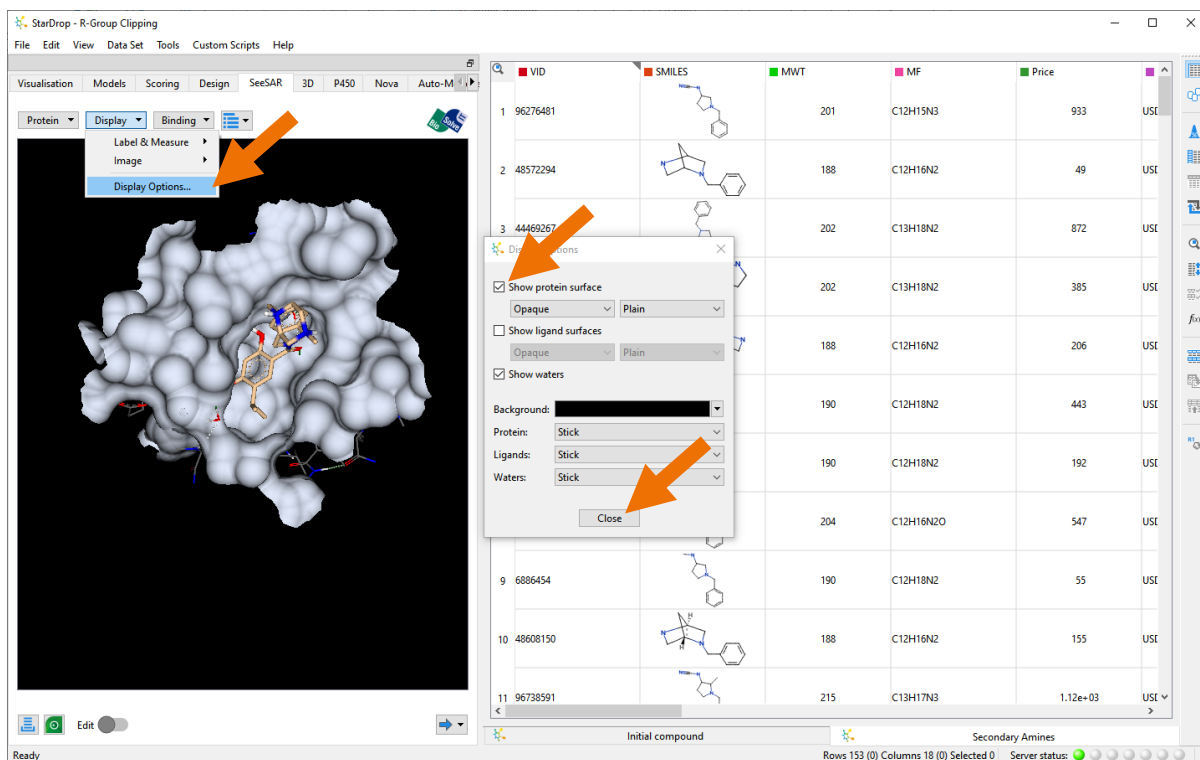 StarDrop - R-Group Clipping
File Edit View Data Set Tools Custom Scripts Help
Visualisation Models Scoring Design SeeSAR 3D P450 Nova
Protein Display Binding
Bio Solve
Label & Measure
Image
Display Options...
VID SMILES MWT MF Price
1 96276481 201 C12H15N3 933 USD
2 48572294 188 C12H16N2 49
3 44469267 202 C13H18N2 872
202 C13H18N2 385
188 C12H16N2 206
190 C12H18N2 443
190 C12H18N2 192
204 C12H16N2O 547
9 6886454 190 C12H18N2 55
10 48608150 188 C12H16N2 155
11 96738591 215 C13H17N3 1.12e+03
Show protein surface
Opaque Plain
Show ligand surfaces
Opaque Plain
Show waters
Background:
Protein: Stick
Ligands: Stick
Waters: Stick
Close
Edit
Initial compound Secondary Amines
Ready
Rows 153 (0) Columns 18 (0) Selected 0 Server status: